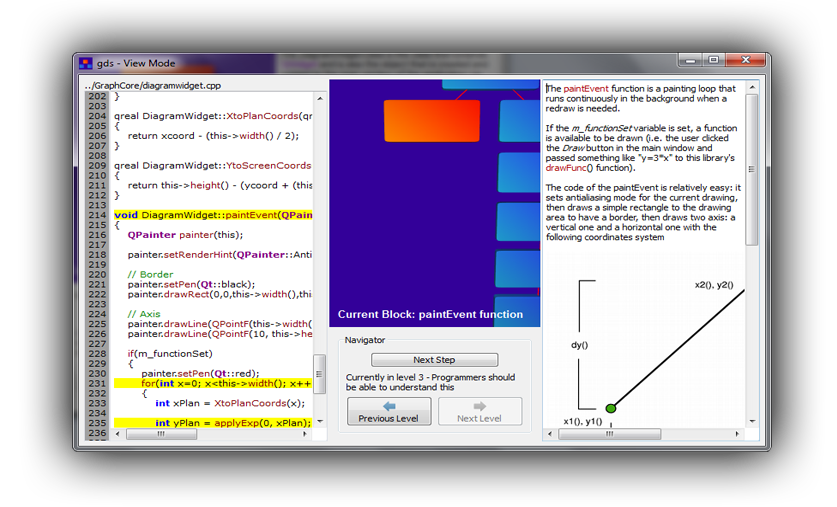 gds - View Mode
../GraphCore/diagramwidget.cpp
202 }
203
204 qreal DiagramWidget::XtoPlanCoords(qr
205 {
206 return xcoord - (this->width() / 2);
207 }
208
209 qreal DiagramWidget::YtoScreenCoords
210 {
211 return this->height() - (ycoord + (this
212 }
213
214 void DiagramWidget::paintEvent(QPain
215 {
216 QPainter painter(this);
217
218 painter.setRenderHint(QPainter::Anti
219
220 // Border
221 painter.setPen(Qt::black);
222 painter.drawRect(0,0,this->width(),thi
223
224 // Axis
225 painter.drawLine(QPointF(this->width(
226 painter.drawLine(QPointF(10, this->he
227
228 if(m_functionSet)
229 {
230 painter.setPen(Qt::red);
231 for(int x=0; x<this->width(); x++
232 {
233 int xPlan = XtoPlanCoords(x);
234
235 int yPlan = applyExp(0, xPlan);
236
Current Block: paintEvent function
Navigator
Next Step
Currently in level 3 - Programmers should
be able to understand this
Previous Level
Next Level
The paintEvent function is a painting loop that
runs continuously in the background when a
redraw is needed.
If the m_functionSet variable is set, a function
is available to be drawn (i.e. the user clicked
the Draw button in the main window and
passed something like "y=3*x" to this library's
drawFunc() function).
The code of the paintEvent is relatively easy: it
sets antialiasing mode for the current drawing,
then draws a simple rectangle to the drawing
area to have a border, then draws two axis: a
vertical one and a horizontal one with the
following coordinates system
x2(), y2()
dy()
x1(), y1()